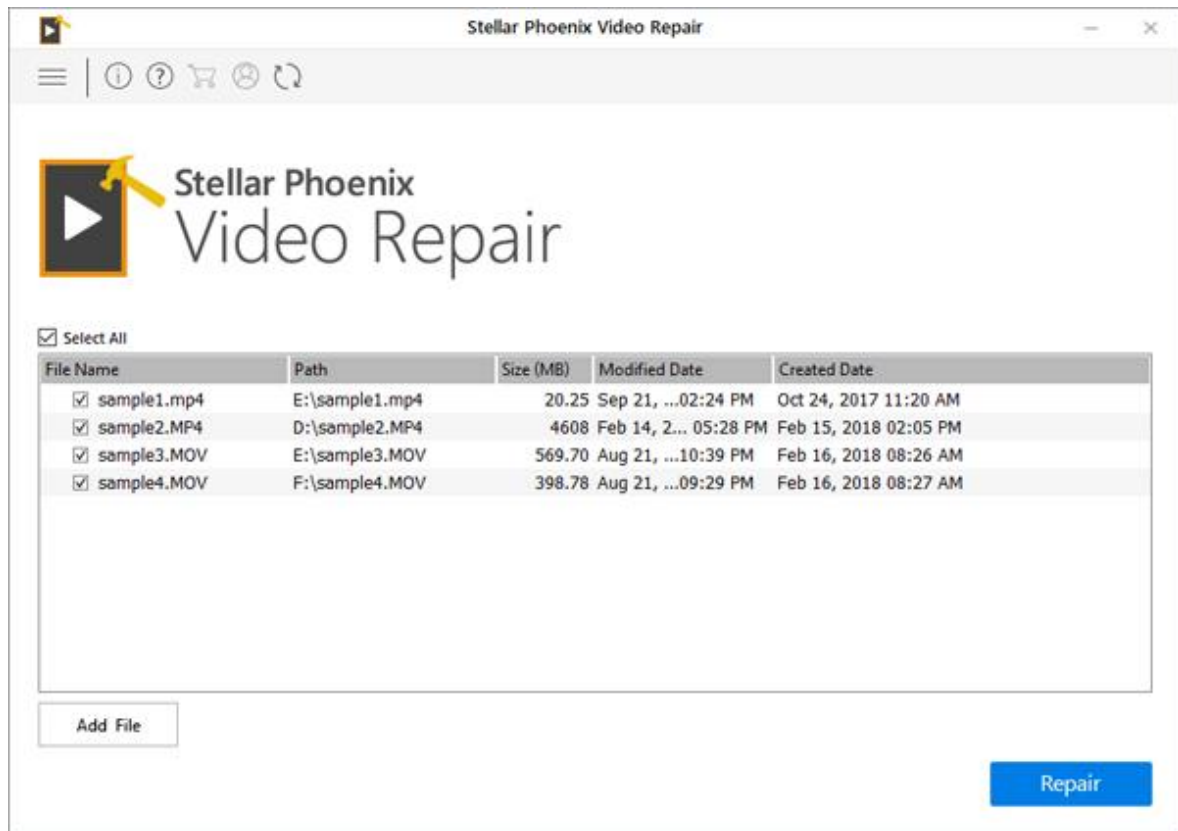 Stellar Phoenix Video Repair
Stellar Phoenix
Video Repair
Select All
File Name Path Size (MB) Modified Date Created Date
sample1.mp4 E:\sample1.mp4 20.25 Sep 21, ...02:24 PM Oct 24, 2017 11:20 AM
sample2.MP4 D:\sample2.MP4 4608 Feb 14, 2... 05:28 PM Feb 15, 2018 02:05 PM
sample3.MOV E:\sample3.MOV 569.70 Aug 21, ...10:39 PM Feb 16, 2018 08:26 AM
sample4.MOV F:\sample4.MOV 398.78 Aug 21, ...09:29 PM Feb 16, 2018 08:27 AM
Add File
Repair